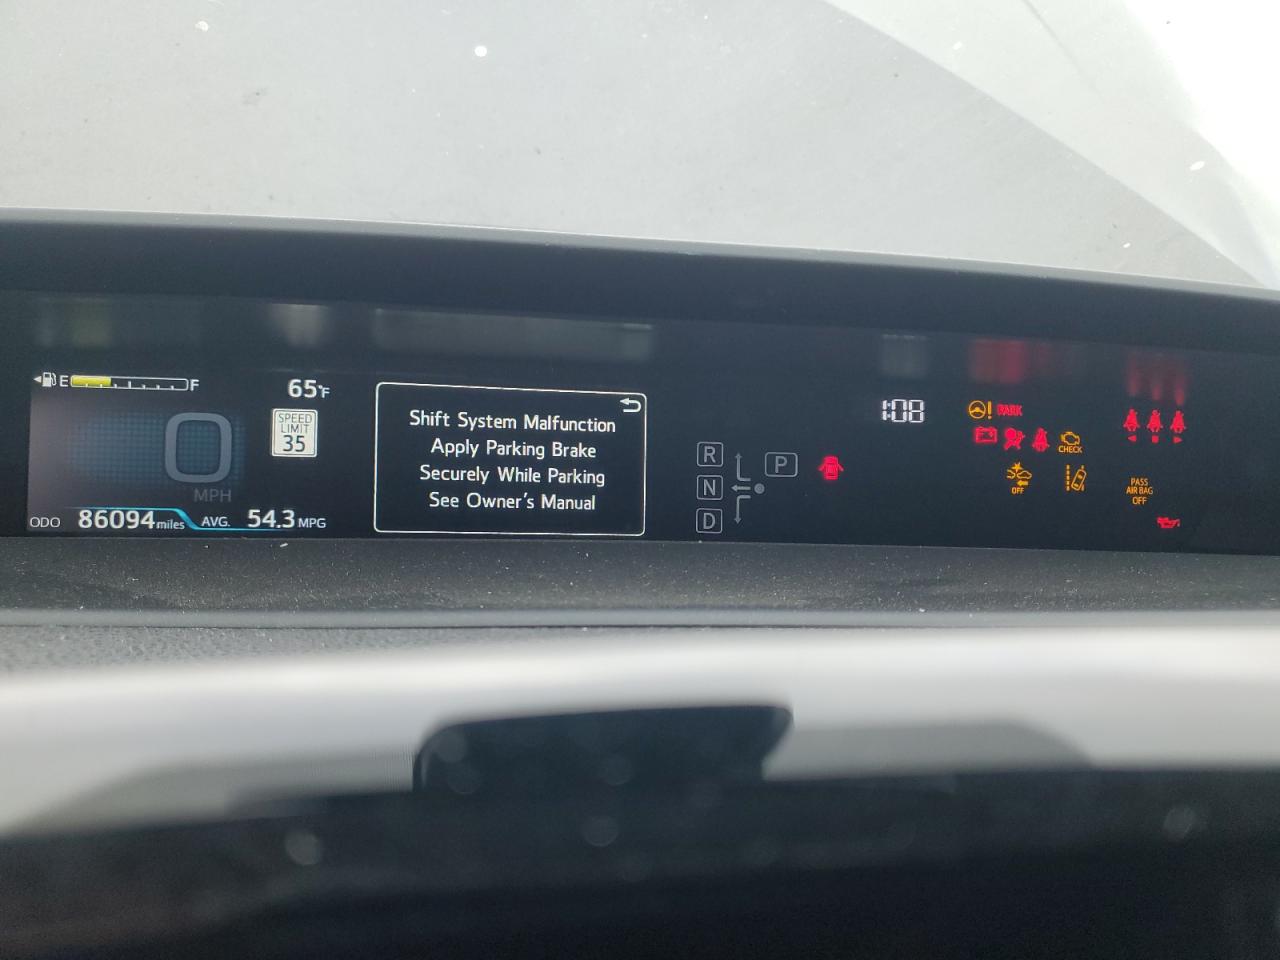 E F
65°F
SPEED
LIMIT
35
0
MPH
ODO 86094 miles AVG. 54.3 MPG
Shift System Malfunction
Apply Parking Brake
Securely While Parking
See Owner's Manual
R
N
D
P
1:08
! PARK
CHECK
OFF
PASS
AIR BAG
OFF